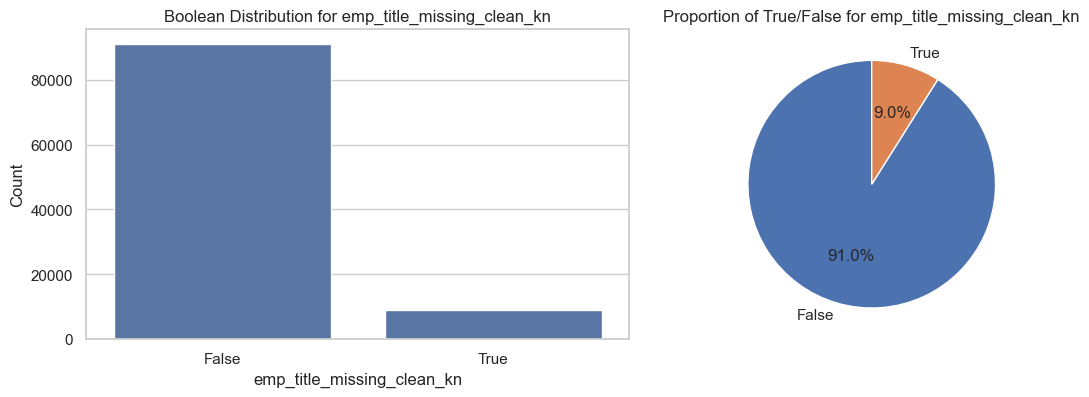 Boolean Distribution for emp_title_missing_clean_kn
80000
60000
40000
20000
0
Count
False
True
emp_title_missing_clean_kn
Proportion of True/False for emp_title_missing_clean_kn
True
9.0%
91.0%
False